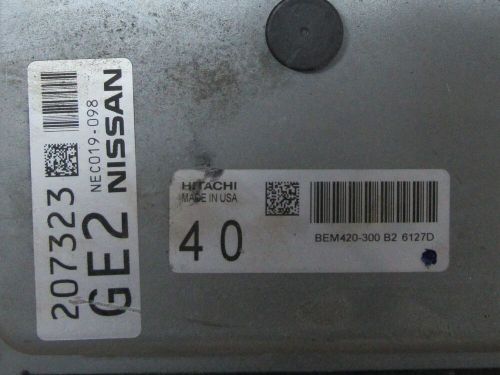 207323
NEC019-098
GE2 NISSAN
HITACHI
MADE IN USA
40
BEM420-300 B2 6127D